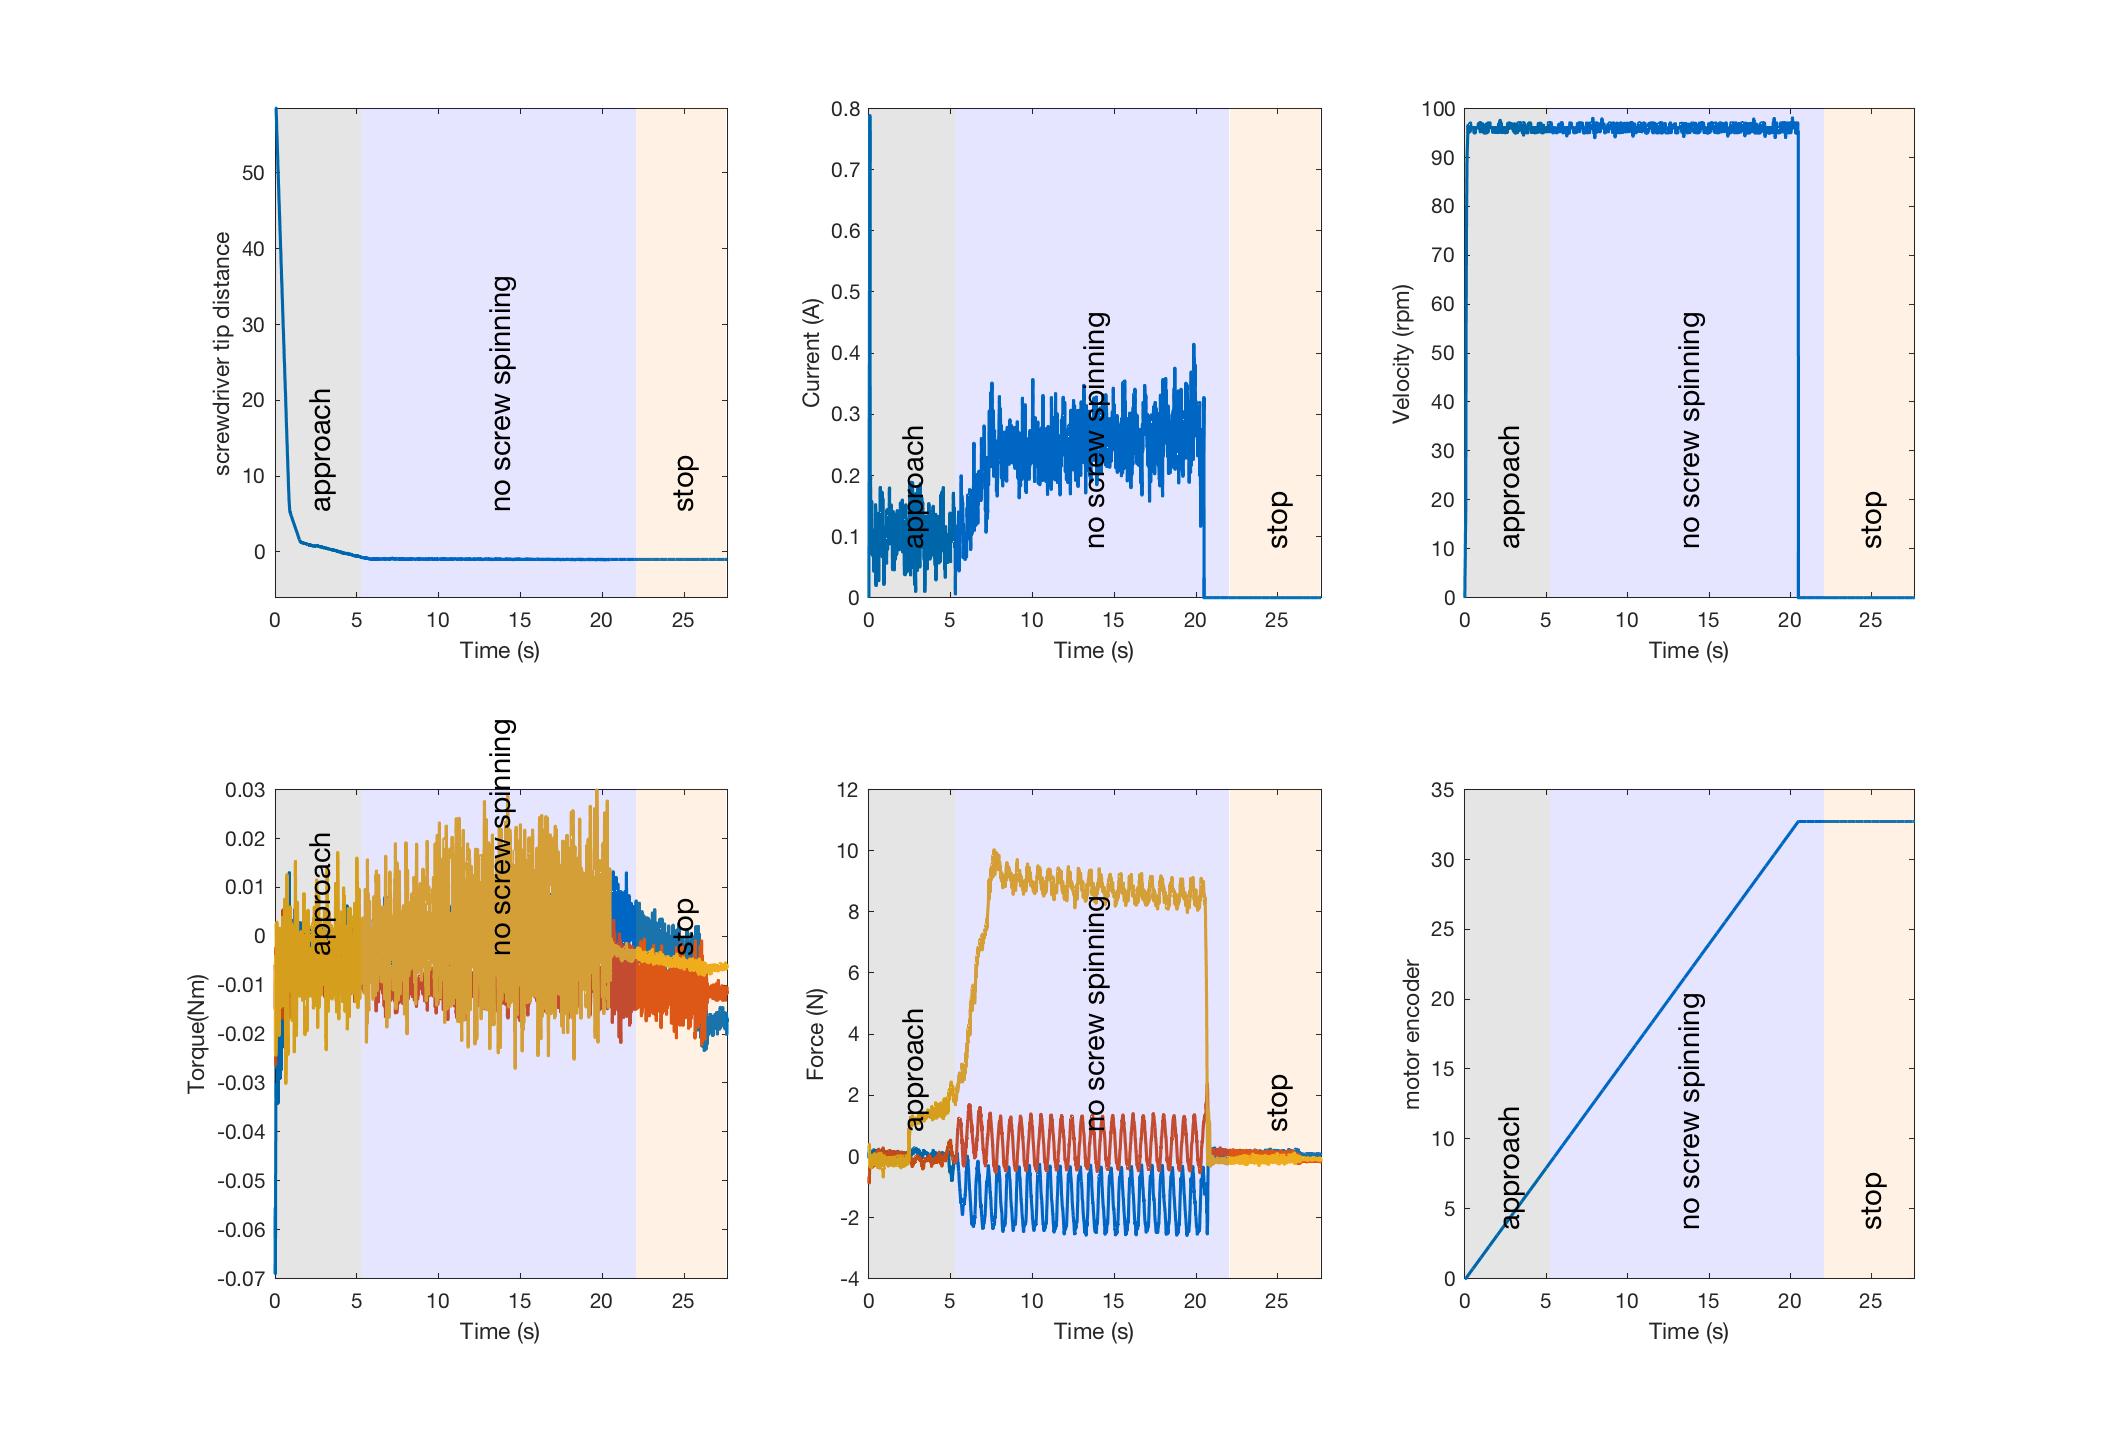 screwdriver tip distance
50
40
30
20
10
0
approach
no screw spinning
stop
0 5 10 15 20 25
Time (s)
Current (A)
0.8
0.7
0.6
0.5
0.4
0.3
0.2
0.1
0
approach
no screw spinning
stop
0 5 10 15 20 25
Time (s)
Velocity (rpm)
100
90
80
70
60
50
40
30
20
10
0
approach
no screw spinning
stop
0 5 10 15 20 25
Time (s)
Torque(Nm)
0.03
0.02
0.01
0
-0.01
-0.02
-0.03
-0.04
-0.05
-0.06
-0.07
approach
no screw spinning
stop
0 5 10 15 20 25
Time (s)
Force (N)
12
10
8
6
4
2
0
-2
-4
approach
no screw spinning
stop
0 5 10 15 20 25
Time (s)
motor encoder
35
30
25
20
15
10
5
0
approach
no screw spinning
stop
0 5 10 15 20 25
Time (s)